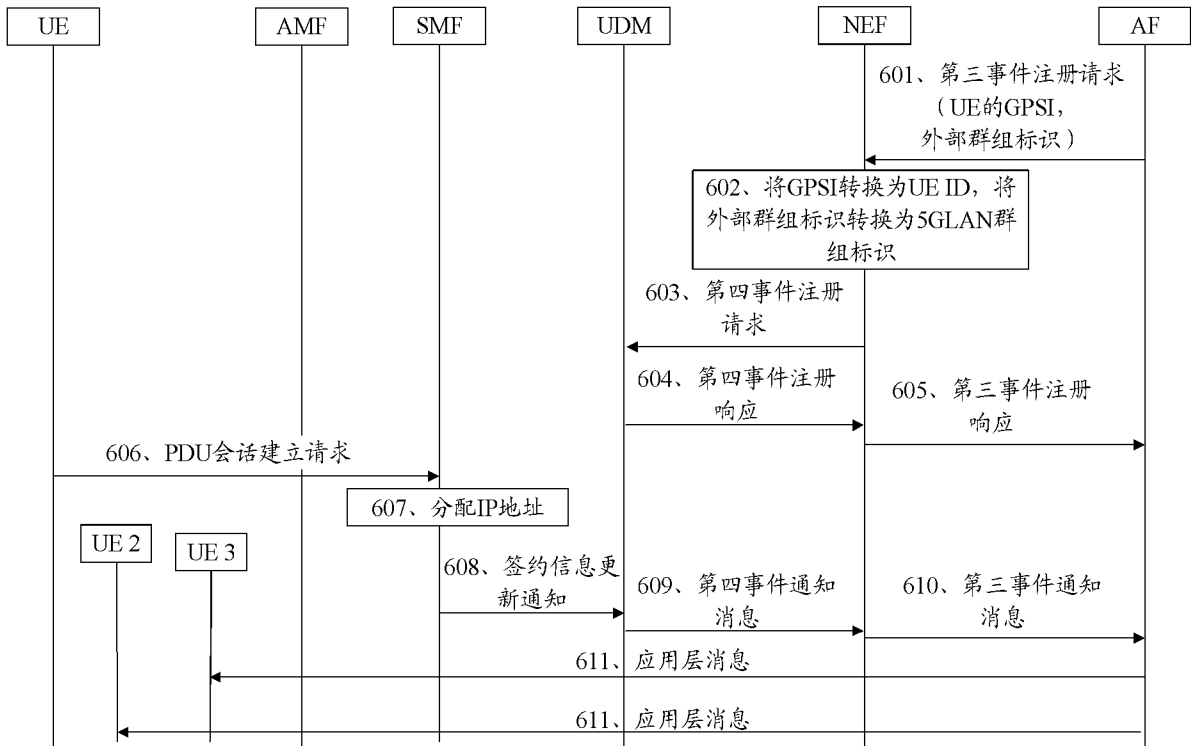 UE
AMF
SMF
UDM
NEF
AF
601、第三事件注册请求
（UE的GPSI，
外部群组标识）
602、将GPSI转换为UE ID，将
外部群组标识转换为5GLAN群
组标识
603、第四事件注册
请求
604、第四事件注册
响应
605、第三事件注册
响应
606、PDU会话建立请求
607、分配IP地址
UE 2
UE 3
608、签约信息更
新通知
609、第四事件通知
消息
610、第三事件通知
消息
611、应用层消息
611、应用层消息